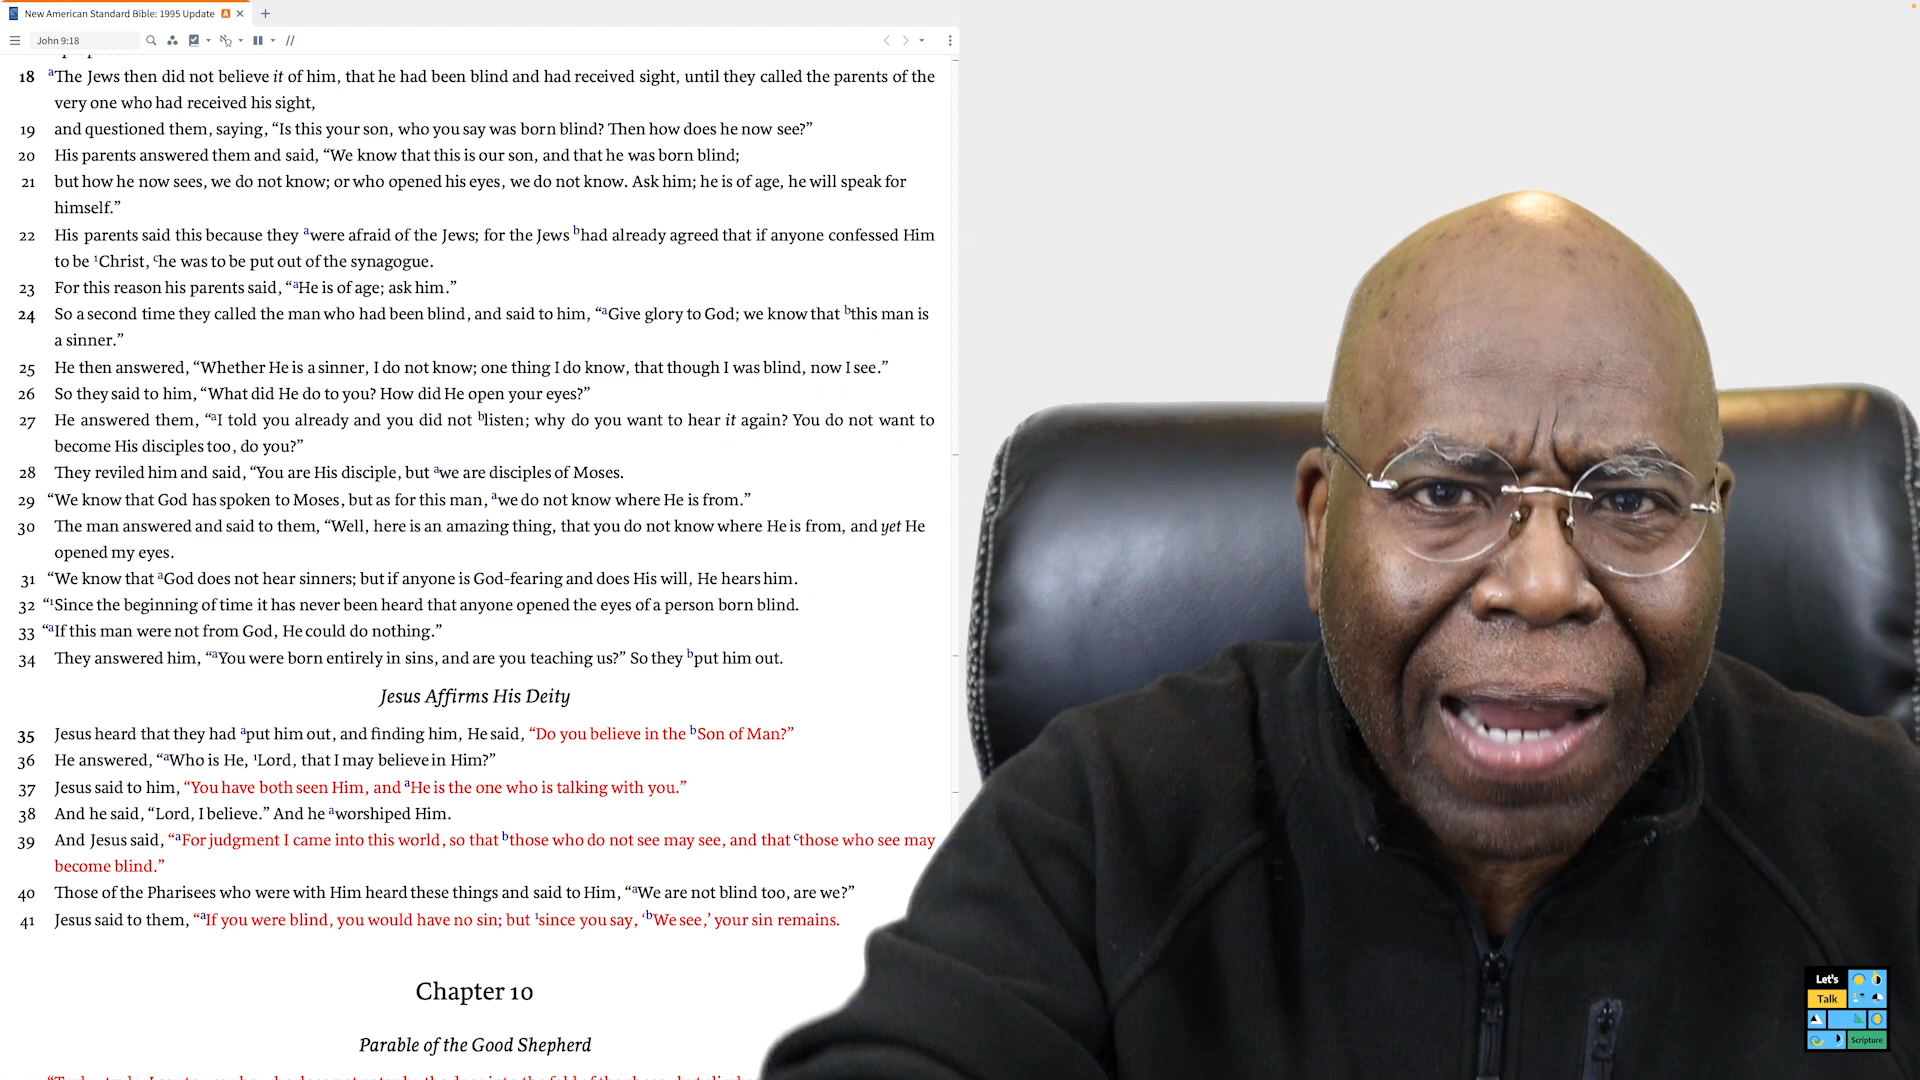 New American Standard Bible: 1995 Update A
John 9:18
18 aThe Jews then did not believe it of him, that he had been blind and had received sight, until they called the parents of the
very one who had received his sight,
19 and questioned them, saying, “Is this your son, who you say was born blind? Then how does he now see?”
20 His parents answered them and said, “We know that this is our son, and that he was born blind;
21 but how he now sees, we do not know; or who opened his eyes, we do not know. Ask him; he is of age, he will speak for
himself.”
22 His parents said this because they awere afraid of the Jews; for the Jews bhad already agreed that if anyone confessed Him
to be 1Christ, che was to be put out of the synagogue.
23 For this reason his parents said, “aHe is of age; ask him.”
24 So a second time they called the man who had been blind, and said to him, “aGive glory to God; we know that bthis man is
a sinner.”
25 He then answered, “Whether He is a sinner, I do not know; one thing I do know, that though I was blind, now I see.”
26 So they said to him, “What did He do to you? How did He open your eyes?”
27 He answered them, “aI told you already and you did not blisten; why do you want to hear it again? You do not want to
become His disciples too, do you?”
28 They reviled him and said, “You are His disciple, but awe are disciples of Moses.
29 “We know that God has spoken to Moses, but as for this man, awe do not know where He is from.”
30 The man answered and said to them, “Well, here is an amazing thing, that you do not know where He is from, and yet He
opened my eyes.
31 “We know that aGod does not hear sinners; but if anyone is God-fearing and does His will, He hears him.
32 “1Since the beginning of time it has never been heard that anyone opened the eyes of a person born blind.
33 “aIf this man were not from God, He could do nothing.”
34 They answered him, “aYou were born entirely in sins, and are you teaching us?” So they bput him out.
Jesus Affirms His Deity
35 Jesus heard that they had aput him out, and finding him, He said, “Do you believe in the bSon of Man?”
36 He answered, “aWho is He, 1Lord, that I may believe in Him?”
37 Jesus said to him, “You have both seen Him, and aHe is the one who is talking with you.”
38 And he said, “Lord, I believe.” And he aworshiped Him.
39 And Jesus said, “aFor judgment I came into this world, so that bthose who do not see may see, and that cthose who see may
become blind.”
40 Those of the Pharisees who were with Him heard these things and said to Him, “aWe are not blind too, are we?”
41 Jesus said to them, “aIf you were blind, you would have no sin; but 1since you say, ‘bWe see,’ your sin remains.
Chapter 10
Parable of the Good Shepherd
Let's
Talk
Scripture